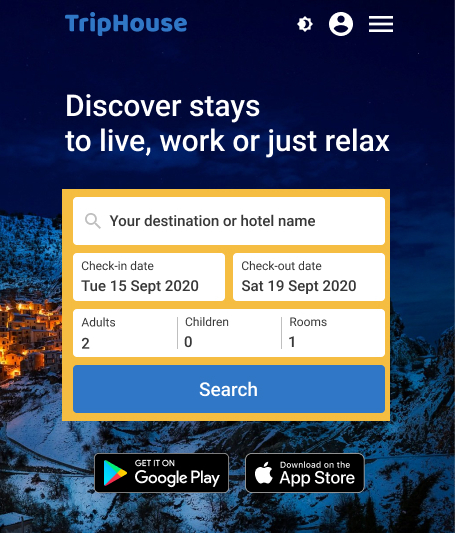 TripHouse
Discover stays
to live, work or just relax
Your destination or hotel name
Check-in date
Tue 15 Sept 2020
Check-out date
Sat 19 Sept 2020
Adults
2
Children
0
Rooms
1
Search
GET IT ON
Google Play
Download on the
App Store